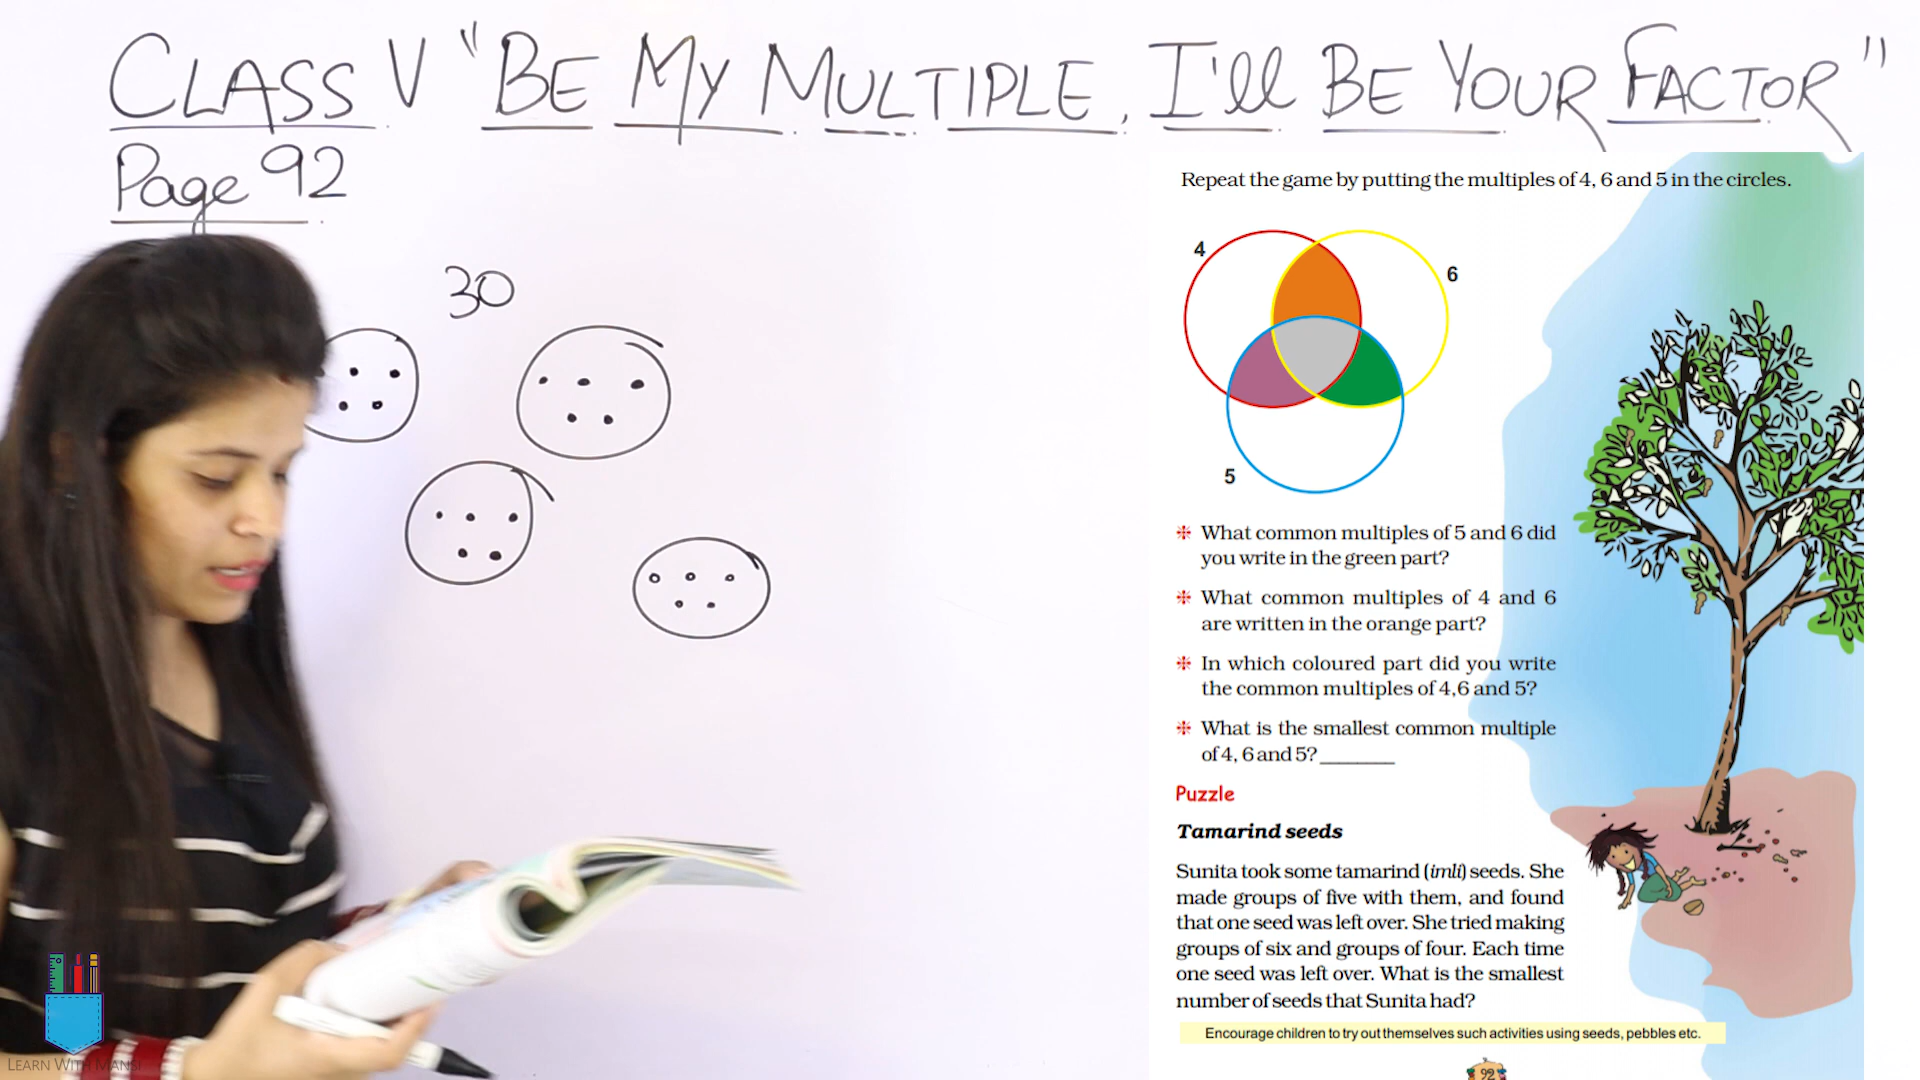 CLASS V "BE MY MULTIPLE, I'll BE YOUR FACTOR"
Page 92
30
Repeat the game by putting the multiples of 4, 6 and 5 in the circles.
4
6
5
What common multiples of 5 and 6 did
you write in the green part?
What common multiples of 4 and 6
are written in the orange part?
In which coloured part did you write
the common multiples of 4,6 and 5?
What is the smallest common multiple
of 4, 6 and 5? ________
Puzzle
Tamarind seeds
Sunita took some tamarind (imli) seeds. She
made groups of five with them, and found
that one seed was left over. She tried making
groups of six and groups of four. Each time
one seed was left over. What is the smallest
number of seeds that Sunita had?
Encourage children to try out themselves such activities using seeds, pebbles etc.
92
LEARN WITH MANSI